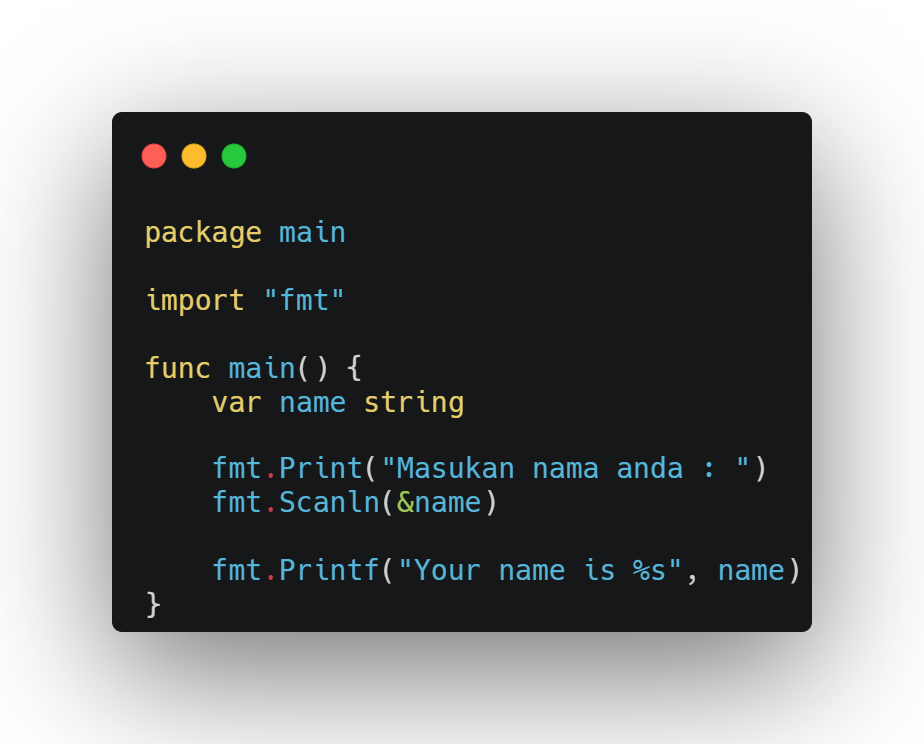 package main
import "fmt"
func main() {
    var name string
    fmt.Print("Masukan nama anda : ")
    fmt.Scanln(&name)
    fmt.Printf("Your name is %s", name)
}